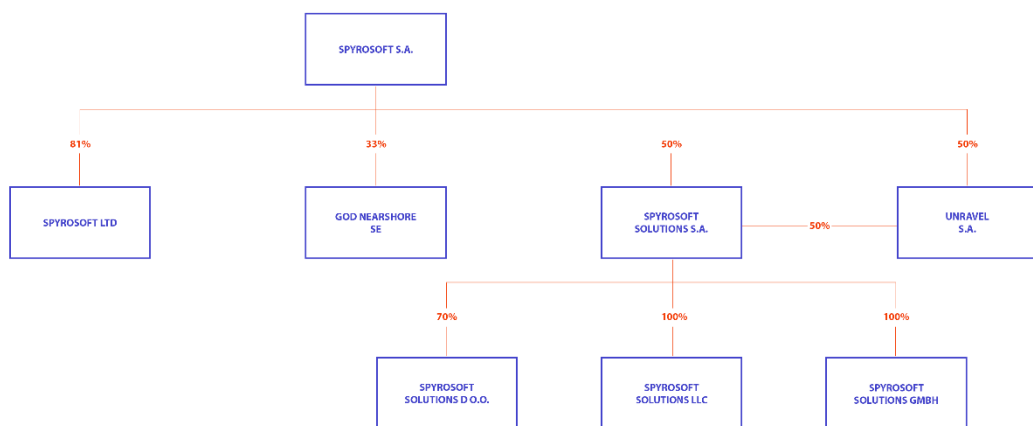 SPYROSOFT S.A.
81%
33%
50%
50%
SPYROSOFT LTD
GOD NEARSHORE
SE
SPYROSOFT
SOLUTIONS S.A.
50%
UNRAVEL
S.A.
70%
100%
100%
SPYROSOFT
SOLUTIONS D O.O.
SPYROSOFT
SOLUTIONS LLC
SPYROSOFT
SOLUTIONS GMBH